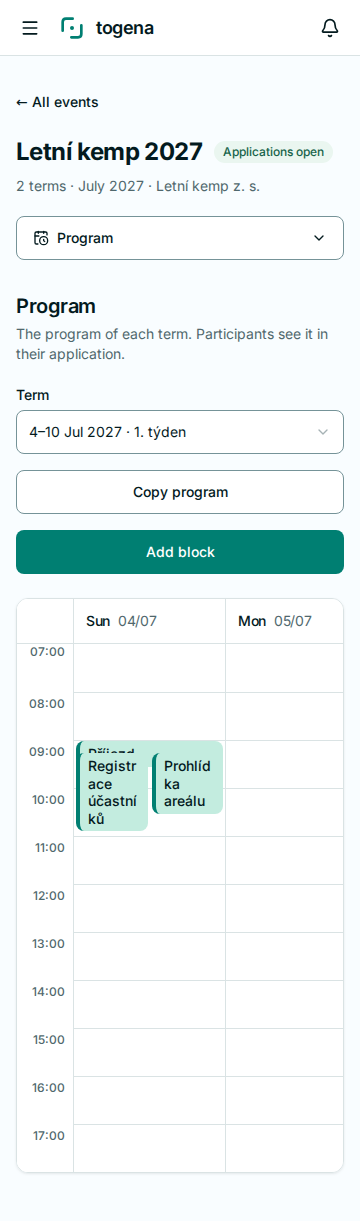 togena
← All events
Letní kemp 2027
Applications open
2 terms · July 2027 · Letní kemp z. s.
Program
Program
The program of each term. Participants see it in
their application.
Term
4–10 Jul 2027 · 1. týden
Copy program
Add block
Sun 04/07
Mon 05/07
07:00
08:00
09:00
Registr
ace
účastní
ků
Prohlíd
ka
areálu
10:00
11:00
12:00
13:00
14:00
15:00
16:00
17:00